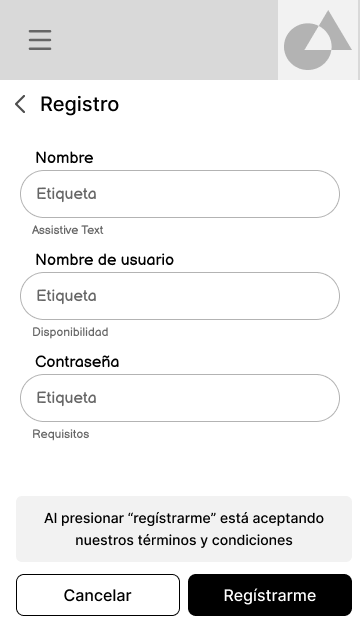 Registro
Nombre
Etiqueta
Assistive Text
Nombre de usuario
Etiqueta
Disponibilidad
Contraseña
Etiqueta
Requisitos
Al presionar “regístrarme” está aceptando
nuestros términos y condiciones
Cancelar
Regístrarme